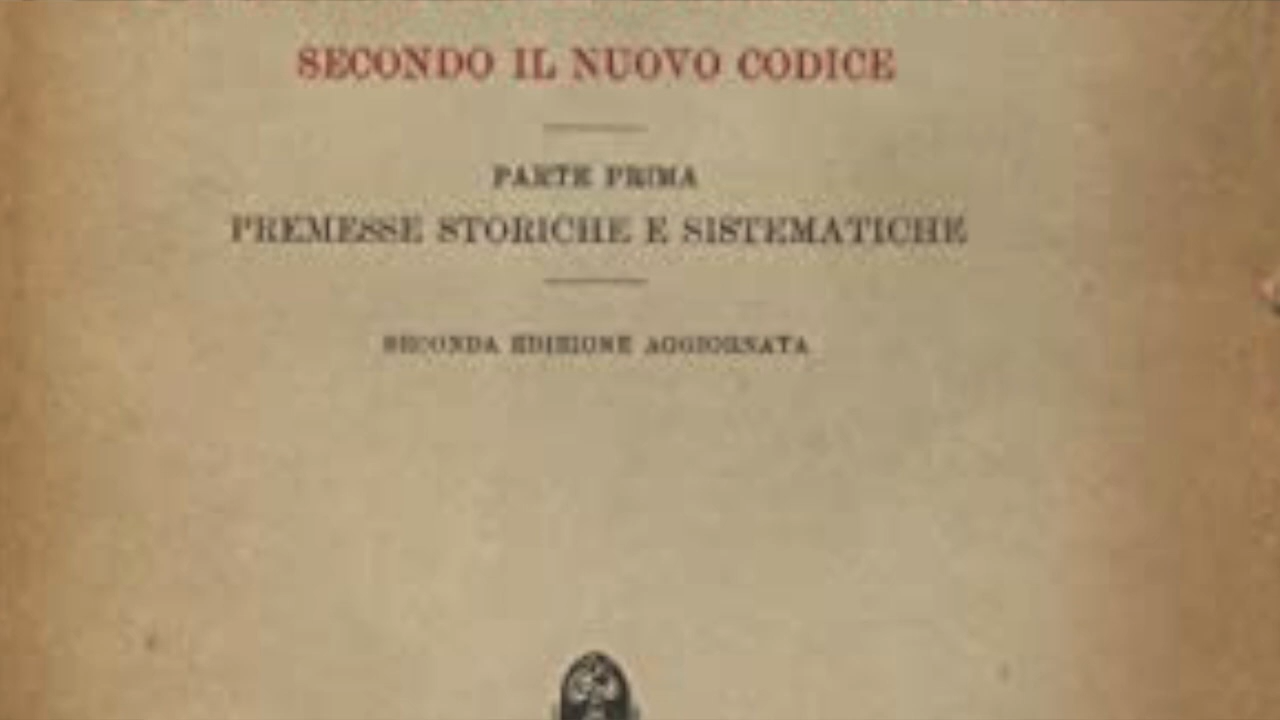 SECONDO IL NUOVO CODICE
PARTE PRIMA
PREMESSE STORICHE E SISTEMATICHE
SECONDA EDIZIONE AGGIORNATA